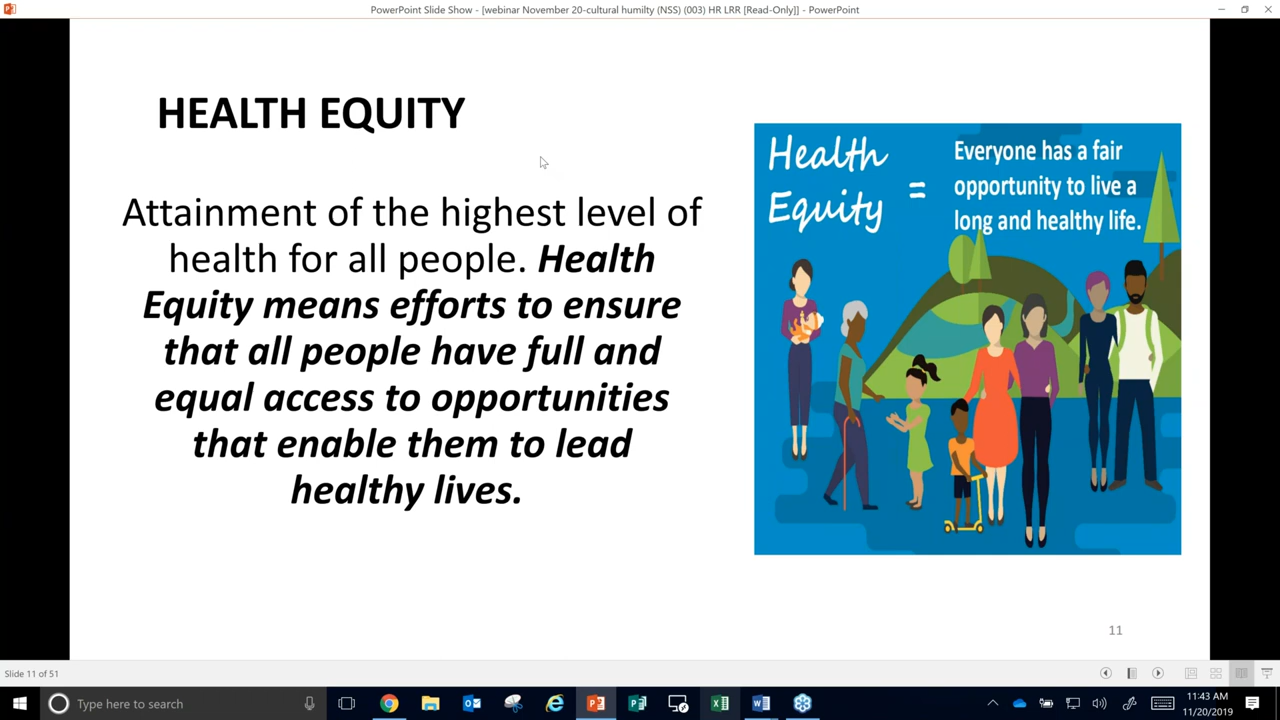 PowerPoint Slide Show - [webinar November 20-cultural humilty (NSS) (003) HR LRR [Read-Only]] - PowerPoint
HEALTH EQUITY
Attainment of the highest level of
health for all people. Health
Equity means efforts to ensure
that all people have full and
equal access to opportunities
that enable them to lead
healthy lives.
Health
Equity
=
Everyone has a fair
opportunity to live a
long and healthy life.
11
Slide 11 of 51
Type here to search
11:43 AM
11/20/2019